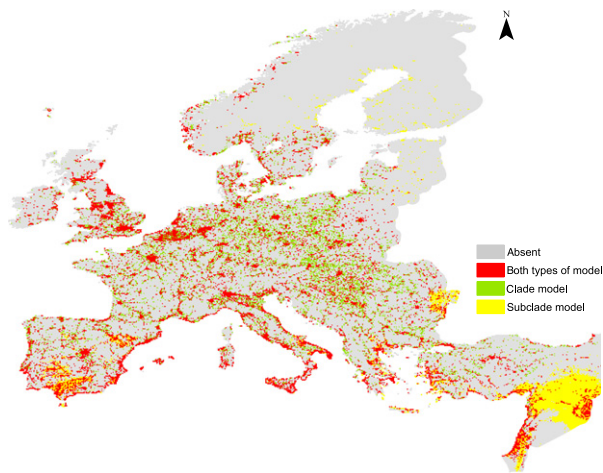 N
Absent
Both types of model
Clade model
Subclade model